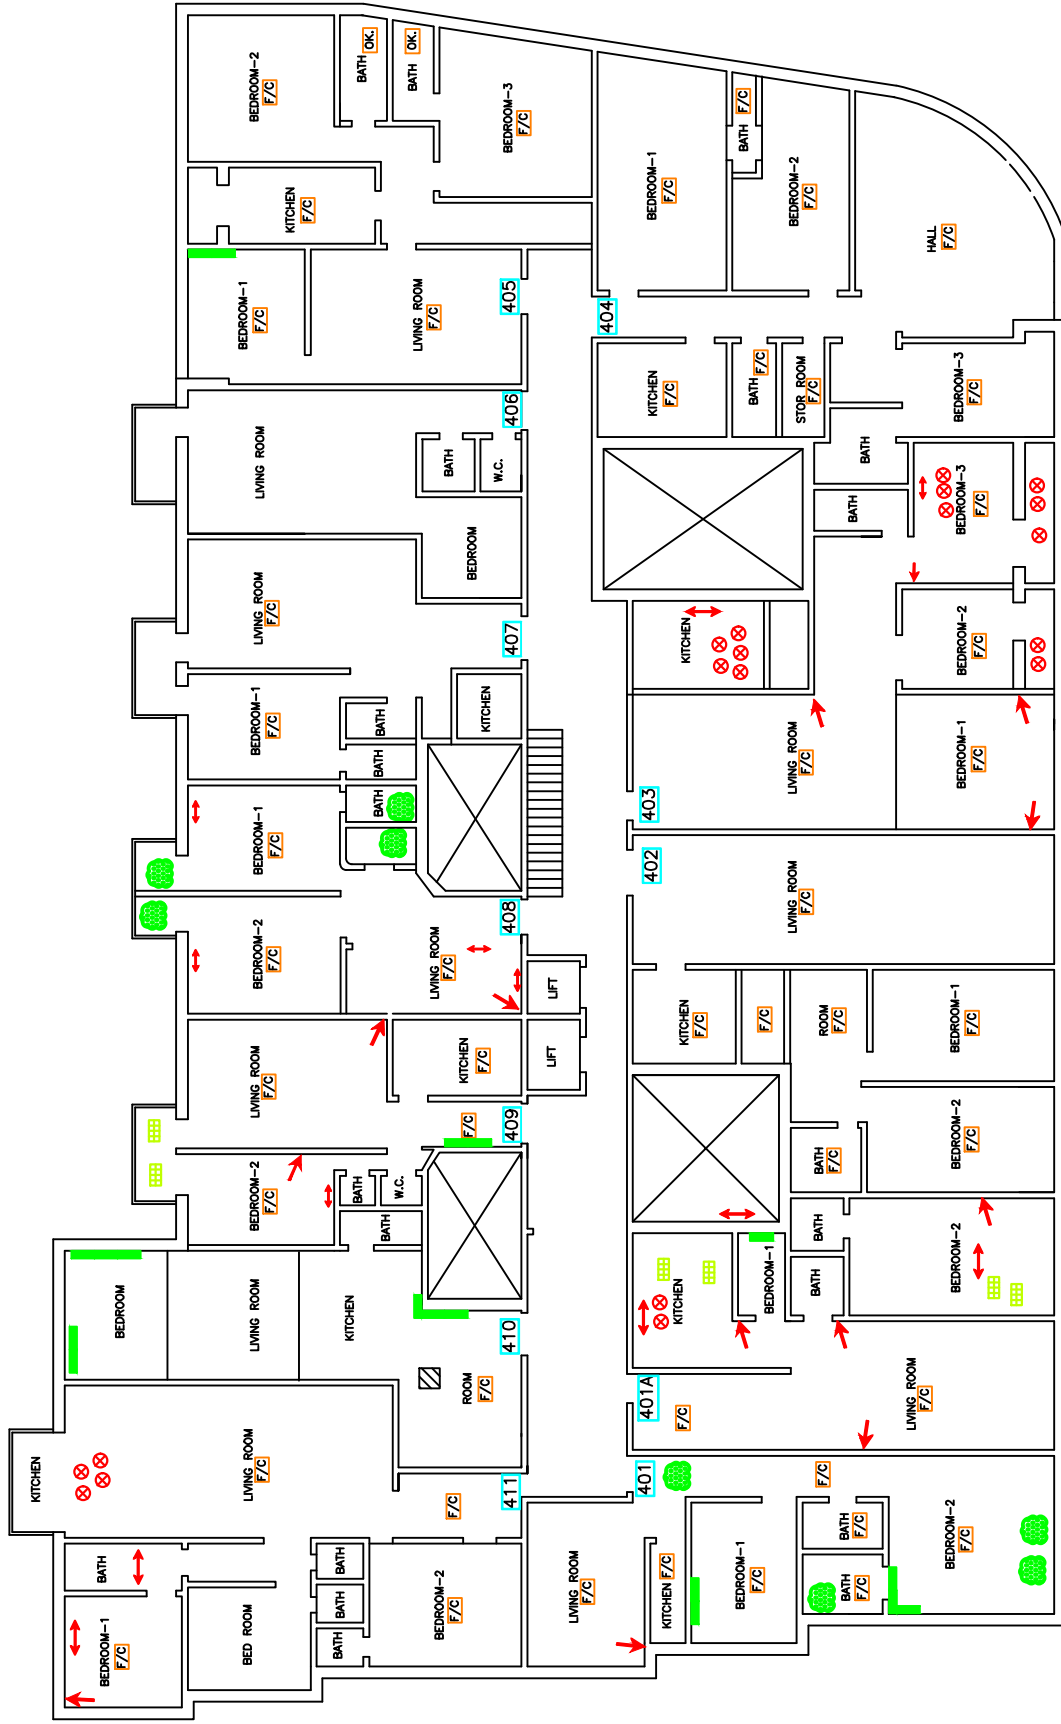 KITCHEN
BATH
BEDROOM-1
F/C
BED ROOM
LIVING ROOM
F/C
BATH
BATH
BATH
BEDROOM-2
F/C
F/C
411
BEDROOM
LIVING ROOM
KITCHEN
ROOM
F/C
410
BEDROOM-2
F/C
LIVING ROOM
F/C
BATH
W.C.
BATH
KITCHEN
F/C
F/C
409
LIFT
LIFT
BEDROOM-2
F/C
BEDROOM-1
F/C
BATH
LIVING ROOM
F/C
408
BEDROOM-1
F/C
LIVING ROOM
F/C
BATH
BATH
KITCHEN
407
LIVING ROOM
BATH
W.C.
BEDROOM
406
BEDROOM-1
F/C
KITCHEN
F/C
BEDROOM-2
F/C
BATH
OK.
BATH
OK.
LIVING ROOM
F/C
BEDROOM-3
F/C
405
LIVING ROOM
F/C
401
KITCHEN
F/C
BEDROOM-1
F/C
F/C
BATH
F/C
BATH
F/C
BEDROOM-2
F/C
401A
F/C
KITCHEN
BEDROOM-1
BATH
BATH
LIVING ROOM
F/C
BEDROOM-2
402
KITCHEN
F/C
F/C
LIVING ROOM
F/C
ROOM
F/C
BATH
F/C
BEDROOM-2
F/C
BEDROOM-1
F/C
403
KITCHEN
LIVING ROOM
F/C
BATH
BATH
BEDROOM-1
F/C
BEDROOM-2
F/C
BEDROOM-3
F/C
404
KITCHEN
F/C
BEDROOM-1
F/C
BATH
F/C
BATH
F/C
STOR ROOM
F/C
BEDROOM-2
F/C
HALL
F/C
BEDROOM-3
F/C